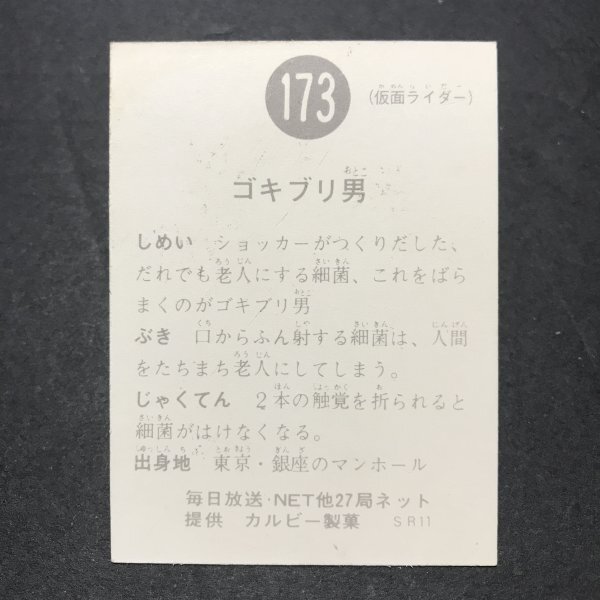 173
(仮面ライダー)
ゴキブリ男
しめい ショッカーがつくりだした、
だれでも老人にする細菌、これをばら
まくのがゴキブリ男
ぶき 口からふん射する細菌は、人間
をたちまち老人にしてしまう。
じゃくてん 2本の触覚を折られると
細菌がはけなくなる。
出身地 東京・銀座のマンホール
毎日放送・NET他27局ネット
提供 カルビー製菓 SR11